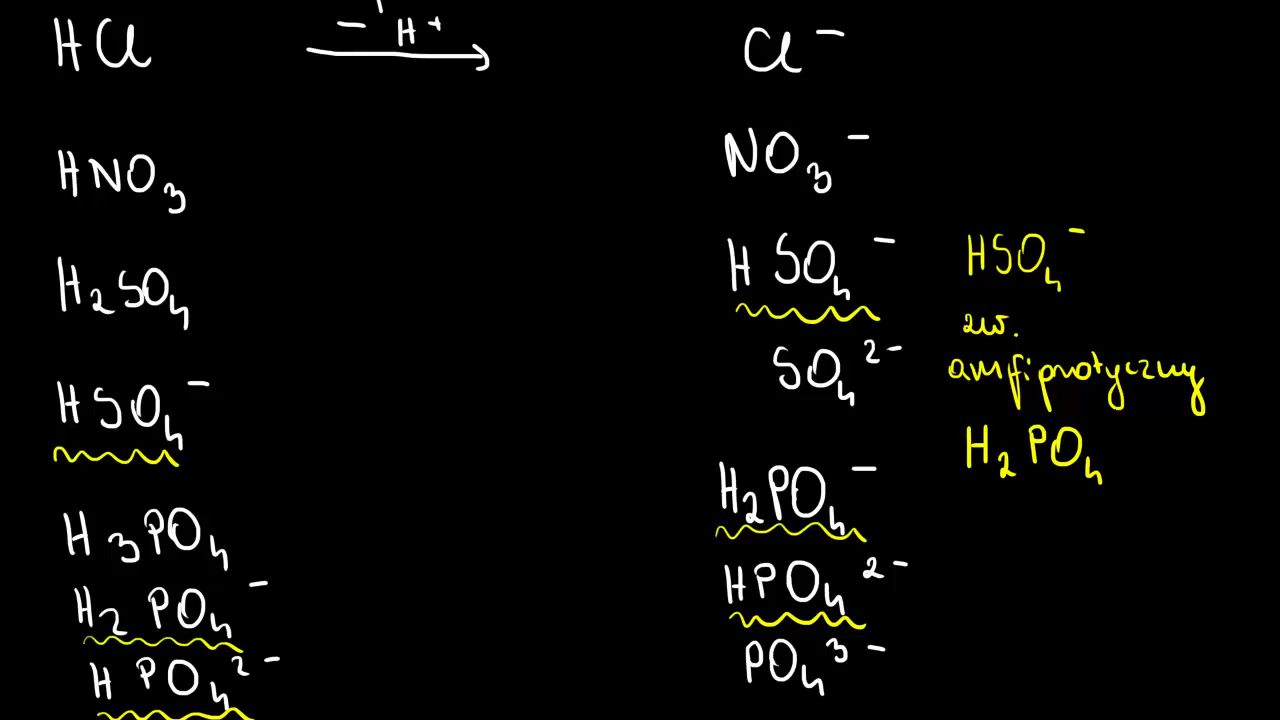 HCl − H⁺ → Cl⁻
HNO₃ NO₃⁻
H₂SO₄ HSO₄⁻ HSO₄⁻
zw.
SO₄²⁻ amfiprotyczny
HSO₄⁻
H₂PO₄⁻ H₂PO₄
H₃PO₄
HPO₄²⁻
H₂PO₄⁻
PO₄³⁻
HPO₄²⁻